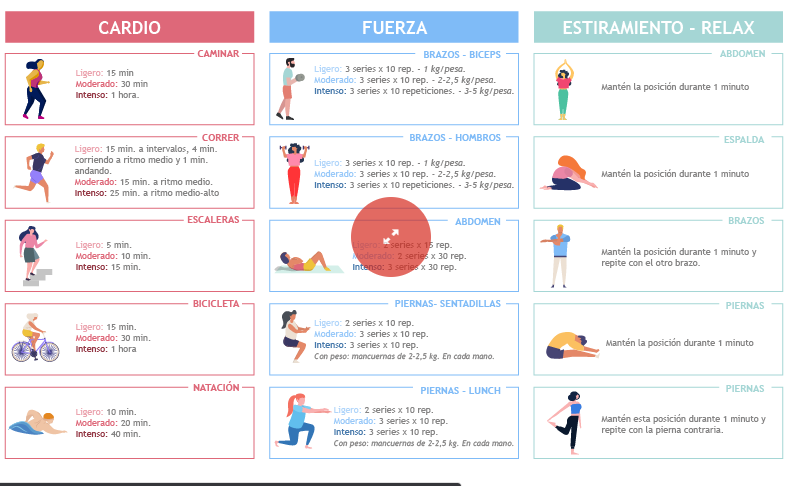 CARDIO
CAMINAR
Ligero: 15 min
Moderado: 30 min
Intenso: 1 hora.
CORRER
Ligero: 15 min. a intervalos, 4 min.
corriendo a ritmo medio y 1 min.
andando.
Moderado: 15 min. a ritmo medio.
Intenso: 25 min. a ritmo medio-alto
ESCALERAS
Ligero: 5 min.
Moderado: 10 min.
Intenso: 15 min.
BICICLETA
Ligero: 15 min.
Moderado: 30 min.
Intenso: 1 hora
NATACIÓN
Ligero: 10 min.
Moderado: 20 min.
Intenso: 40 min.
FUERZA
BRAZOS - BICEPS
Ligero: 3 series x 10 rep. - 1 kg/pesa.
Moderado: 3 series x 10 rep. - 2-2,5 kg/pesa.
Intenso: 3 series x 10 repeticiones. - 3-5 kg/pesa.
BRAZOS - HOMBROS
Ligero: 3 series x 10 rep. - 1 kg/pesa.
Moderado: 3 series x 10 rep. - 2-2,5 kg/pesa.
Intenso: 3 series x 10 repeticiones. - 3-5 kg/pesa.
ABDOMEN
Ligero: 2 series x 15 rep.
Moderado: 2 series x 30 rep.
Intenso: 3 series x 30 rep.
PIERNAS- SENTADILLAS
Ligero: 2 series x 10 rep.
Moderado: 3 series x 10 rep.
Intenso: 3 series x 10 rep.
Con peso: mancuernas de 2-2,5 kg. En cada mano.
PIERNAS - LUNCH
Ligero: 2 series x 10 rep.
Moderado: 3 series x 10 rep.
Intenso: 3 series x 10 rep.
Con peso: mancuernas de 2-2,5 kg. En cada mano.
ESTIRAMIENTO - RELAX
ABDOMEN
Mantén la posición durante 1 minuto
ESPALDA
Mantén la posición durante 1 minuto
BRAZOS
Mantén la posición durante 1 minuto y
repite con el otro brazo.
PIERNAS
Mantén la posición durante 1 minuto
PIERNAS
Mantén esta posición durante 1 minuto y
repite con la pierna contraria.